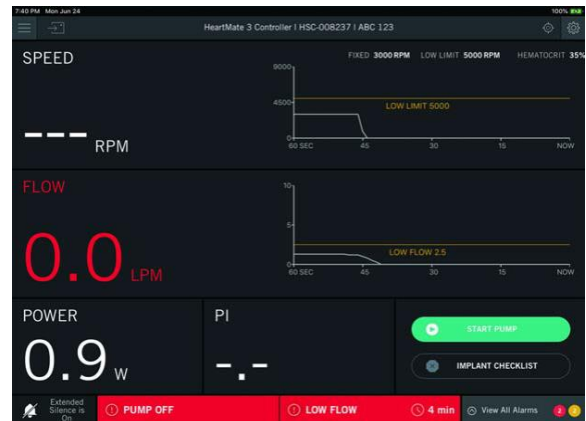 7:40 PM Mon Jun 24
100%
HeartMate 3 Controller I HSC-008237 I ABC 123
SPEED
FIXED 3000 RPM LOW LIMIT 5000 RPM HEMATOCRIT 35%
9000
4500
LOW LIMIT 5000
0
60 SEC 45 30 15 NOW
--- RPM
FLOW
10
5
LOW FLOW 2.5
0
60 SEC 45 30 15 NOW
0.0 LPM
POWER
0.9 W
PI
-.-
START PUMP
IMPLANT CHECKLIST
Extended
Silence is
On
PUMP OFF
LOW FLOW
4 min
View All Alarms
2 2